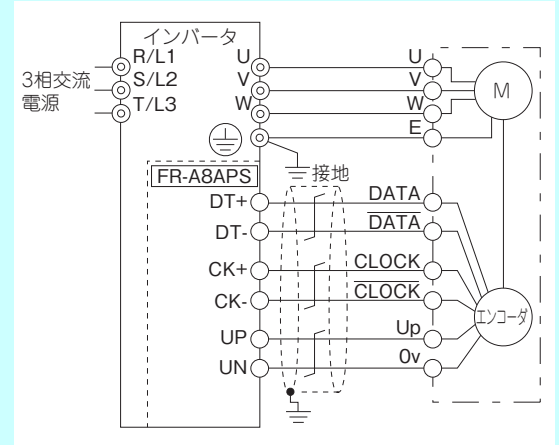 インバータ
R/L1 U U
3相交流 S/L2 V V M
電源 T/L3 W W
E
FR-A8APS 接地
DT+ DATA
DT- DATA
CK+ CLOCK
CK- CLOCK エンコーダ
UP Up
UN 0v